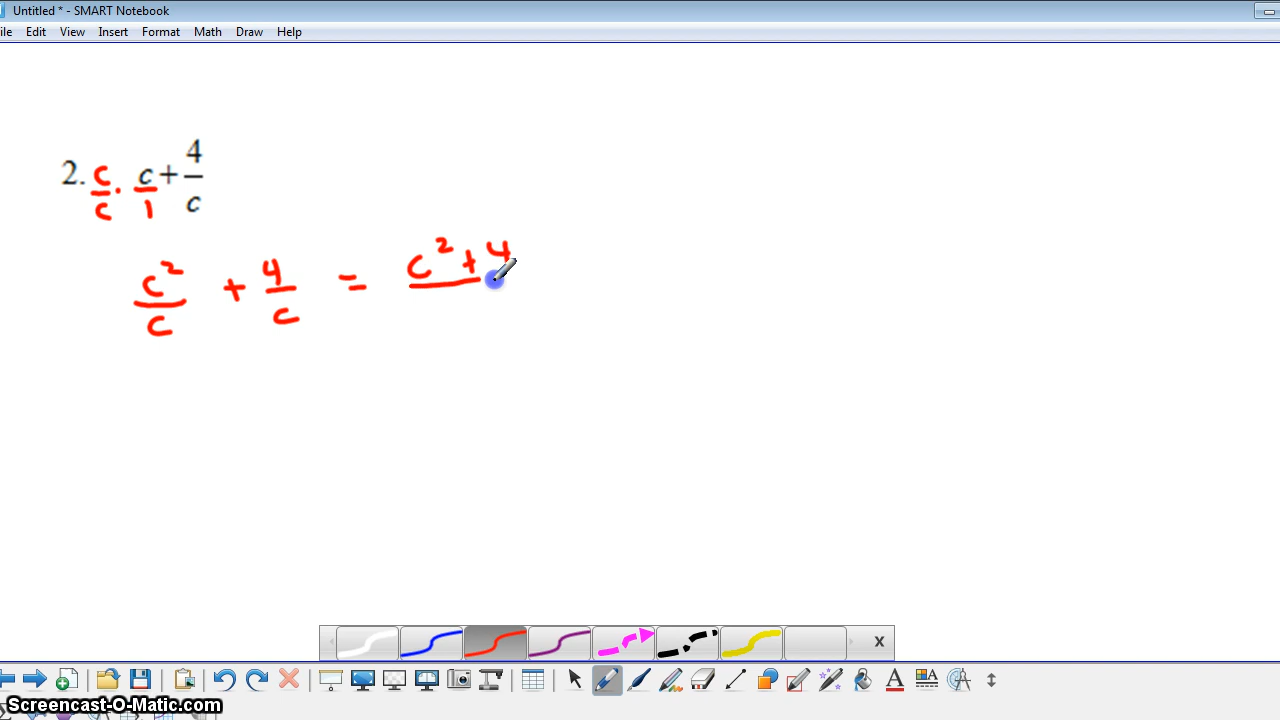 Untitled * - SMART Notebook
ile Edit View Insert Format Math Draw Help
2. c/c · c/1 + 4/c
c²/c + 4/c = c² + 4
x
A
Screencast-O-Matic.com